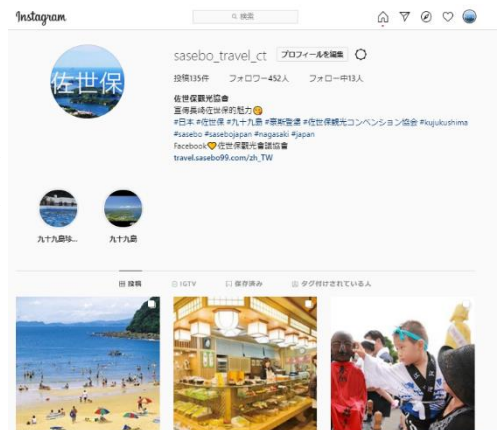 Instagram
検索
佐世保
sasebo_travel_ct プロフィールを編集
投稿135件 フォロワー452人 フォロー中13人
佐世保觀光協會
宣傳長崎佐世保的魅力😋
#日本 #佐世保 #九十九島 #豪斯登堡 #佐世保観光コンベンション協会 #kujukushima
#sasebo #sasebojapan #nagasaki #japan
Facebook🧡佐世保觀光會議協會
travel.sasebo99.com/zh_TW
九十九島珍... 九十九島
投稿 IGTV 保存済み タグ付けされている人